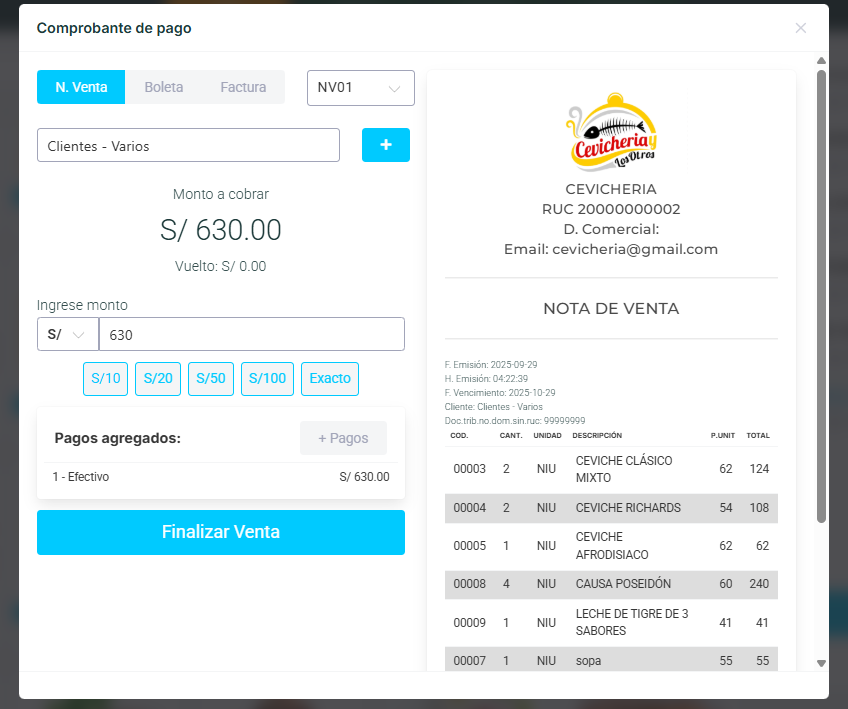 Comprobante de pago
N. Venta Boleta Factura NV01
Clientes - Varios +
Monto a cobrar
S/ 630.00
Vuelto: S/ 0.00
Ingrese monto
S/ 630
S/10 S/20 S/50 S/100 Exacto
Pagos agregados: + Pagos
1 - Efectivo S/ 630.00
Finalizar Venta
Cevicheria y
Los Otros
CEVICHERIA
RUC 20000000002
D. Comercial:
Email: cevicheria@gmail.com
NOTA DE VENTA
F. Emisión: 2025-09-29
H. Emisión: 04:22:39
F. Vencimiento: 2025-10-29
Cliente: Clientes - Varios
Doc.trib.no.dom.sin.ruc: 99999999
COD. CANT. UNIDAD DESCRIPCIÓN P.UNIT TOTAL
00003 2 NIU CEVICHE CLÁSICO MIXTO 62 124
00004 2 NIU CEVICHE RICHARDS 54 108
00005 1 NIU CEVICHE AFRODISIACO 62 62
00008 4 NIU CAUSA POSEIDÓN 60 240
00009 1 NIU LECHE DE TIGRE DE 3 SABORES 41 41
00007 1 NIU sopa 55 55